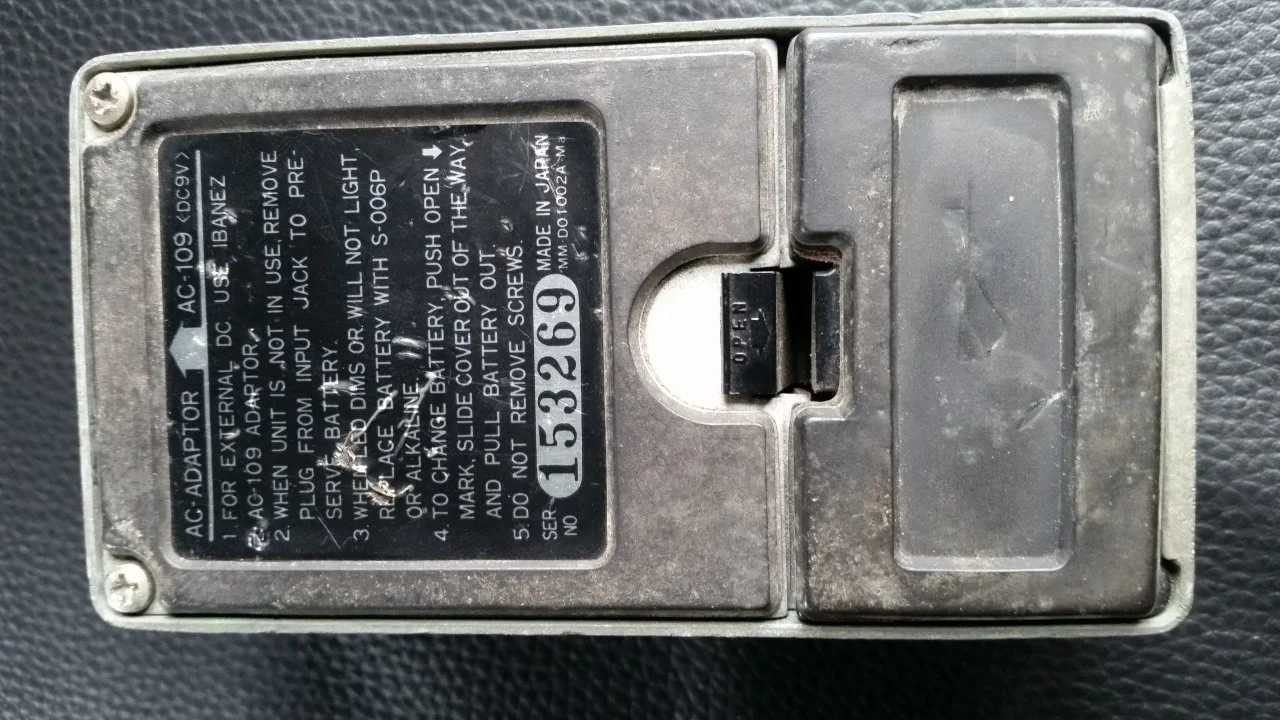 AC-ADAPTOR AC-109 <DC9V>
1 FOR EXTERNAL DC USE IBANEZ
AC-109 ADAPTOR.
2. WHEN UNIT IS NOT IN USE, REMOVE
PLUG FROM INPUT JACK TO PRE-
SERVE BATTERY.
3. WHEN LED DIMS OR WILL NOT LIGHT,
REPLACE BATTERY WITH S-006P
OR ALKALINE.
4. TO CHANGE BATTERY, PUSH OPEN
MARK, SLIDE COVER OUT OF THE WAY,
AND PULL BATTERY OUT.
5. DO NOT REMOVE SCREWS.
SER. NO 153269 MADE IN JAPAN
MM-D01002A-M
OPEN